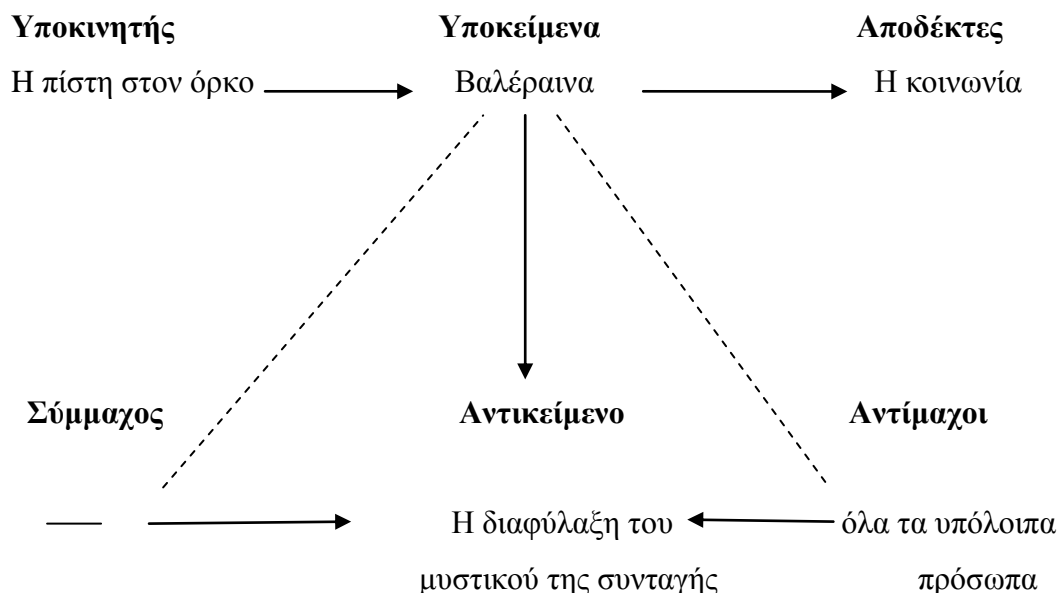 Υποκινητής Υποκείμενα Αποδέκτες
Η πίστη στον όρκο Βαλέραινα Η κοινωνία
Σύμμαχος Αντικείμενο Αντίμαχοι
Η διαφύλαξη του όλα τα υπόλοιπα
μυστικού της συνταγής πρόσωπα